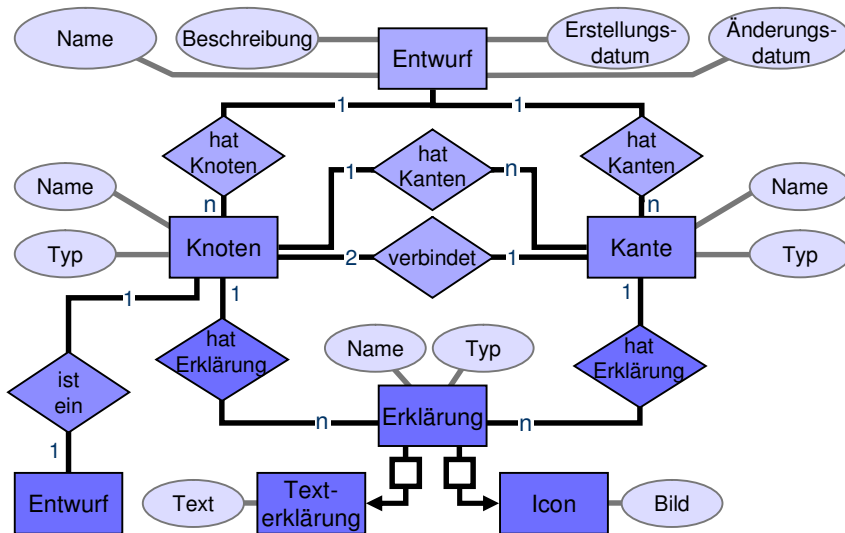 Name
Beschreibung
Erstellungs-
datum
Änderungs-
datum
Entwurf
1
1
hat
Knoten
hat
Kanten
hat
Kanten
1
n
Name
Name
n
n
Knoten
Kante
Typ
2
verbindet
1
Typ
1
1
1
hat
Erklärung
Name
Typ
hat
Erklärung
ist
ein
n
Erklärung
n
1
Entwurf
Text
Text-
erklärung
Icon
Bild